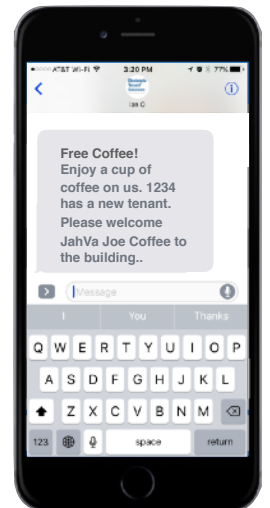 AT&T Wi-Fi 3:20 PM 77%
Ian C
Free Coffee!
Enjoy a cup of
coffee on us. 1234
has a new tenant.
Please welcome
JahVa Joe Coffee to
the building..
Message
I You Thanks
Q W E R T Y U I O P
A S D F G H J K L
Z X C V B N M
123 space return